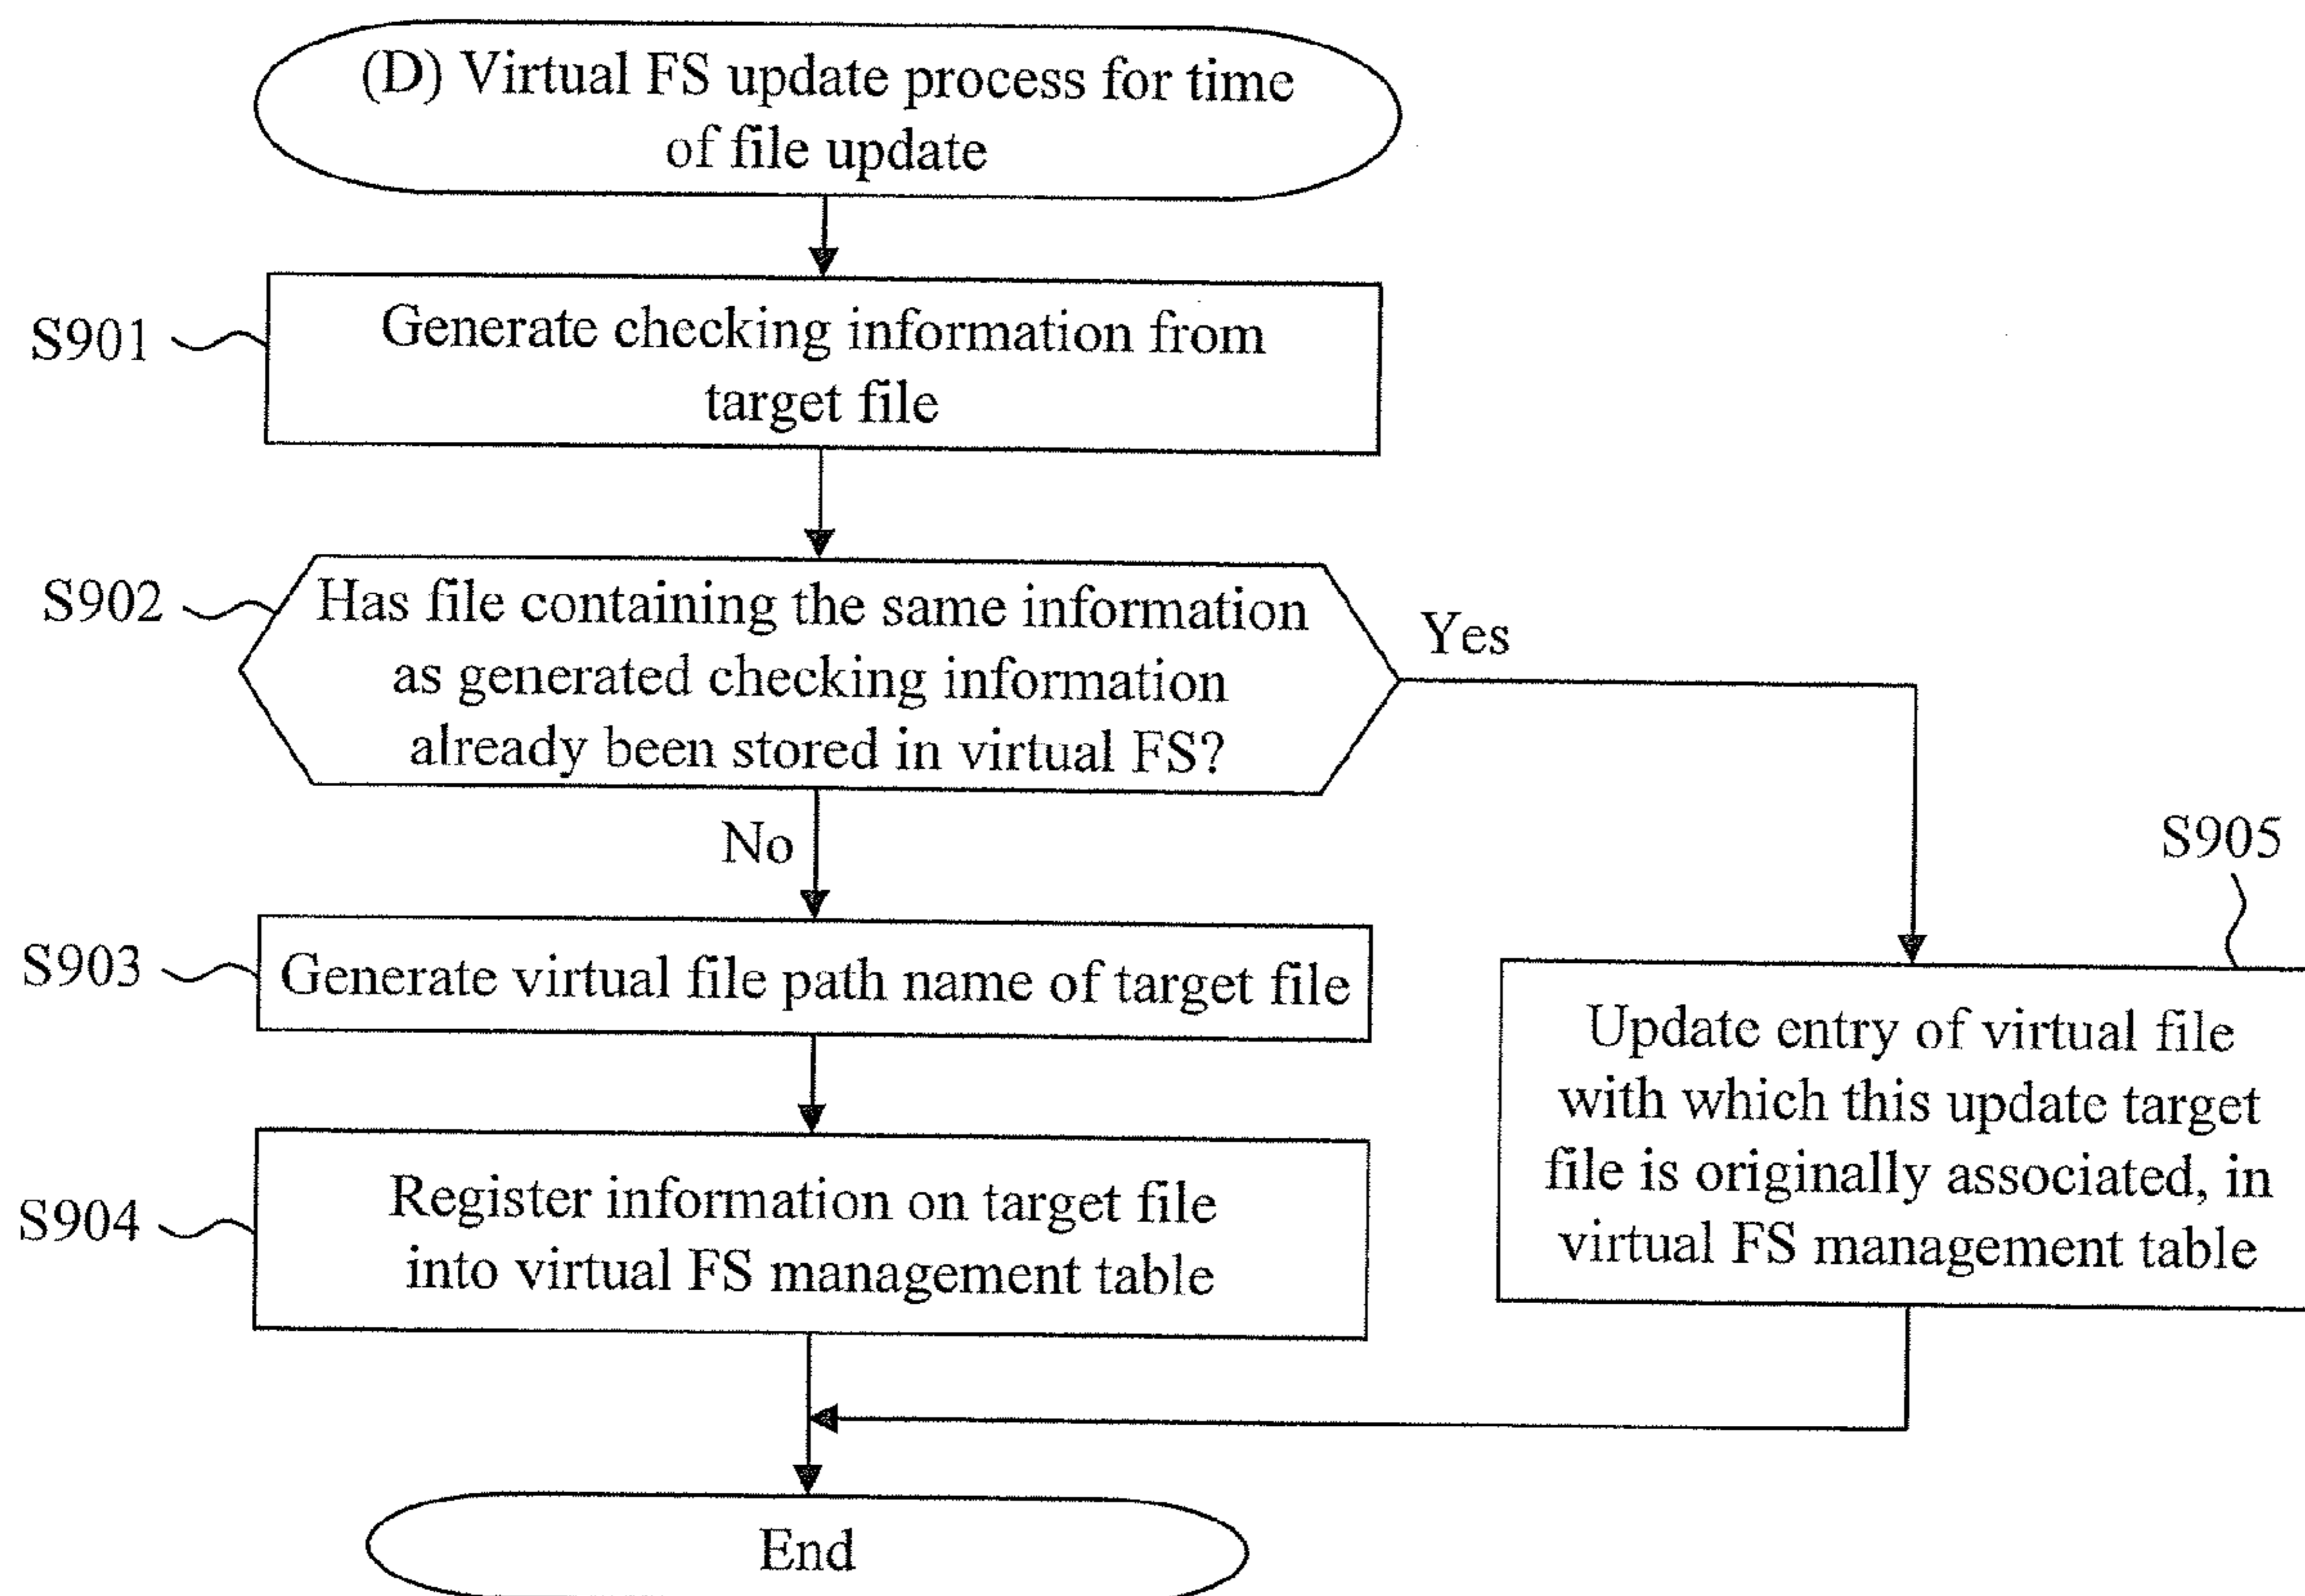 (D) Virtual FS update process for time
of file update
S901
Generate checking information from
target file
S902
Has file containing the same information
as generated checking information
already been stored in virtual FS?
Yes
No
S903
Generate virtual file path name of target file
S905
Update entry of virtual file
with which this update target
file is originally associated, in
virtual FS management table
S904
Register information on target file
into virtual FS management table
End